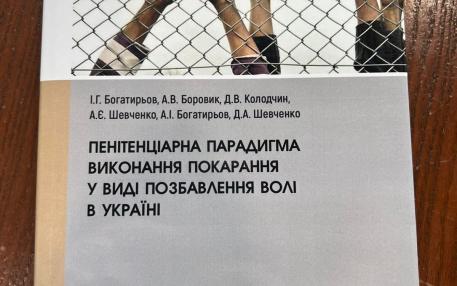 І.Г. Богатирьов, А.В. Боровик, Д.В. Колодчин,
А.Є. Шевченко, А.І. Богатирьов, Д.А. Шевченко
ПЕНІТЕНЦІАРНА ПАРАДИГМА
ВИКОНАННЯ ПОКАРАННЯ
У ВИДІ ПОЗБАВЛЕННЯ ВОЛІ
В УКРАЇНІ